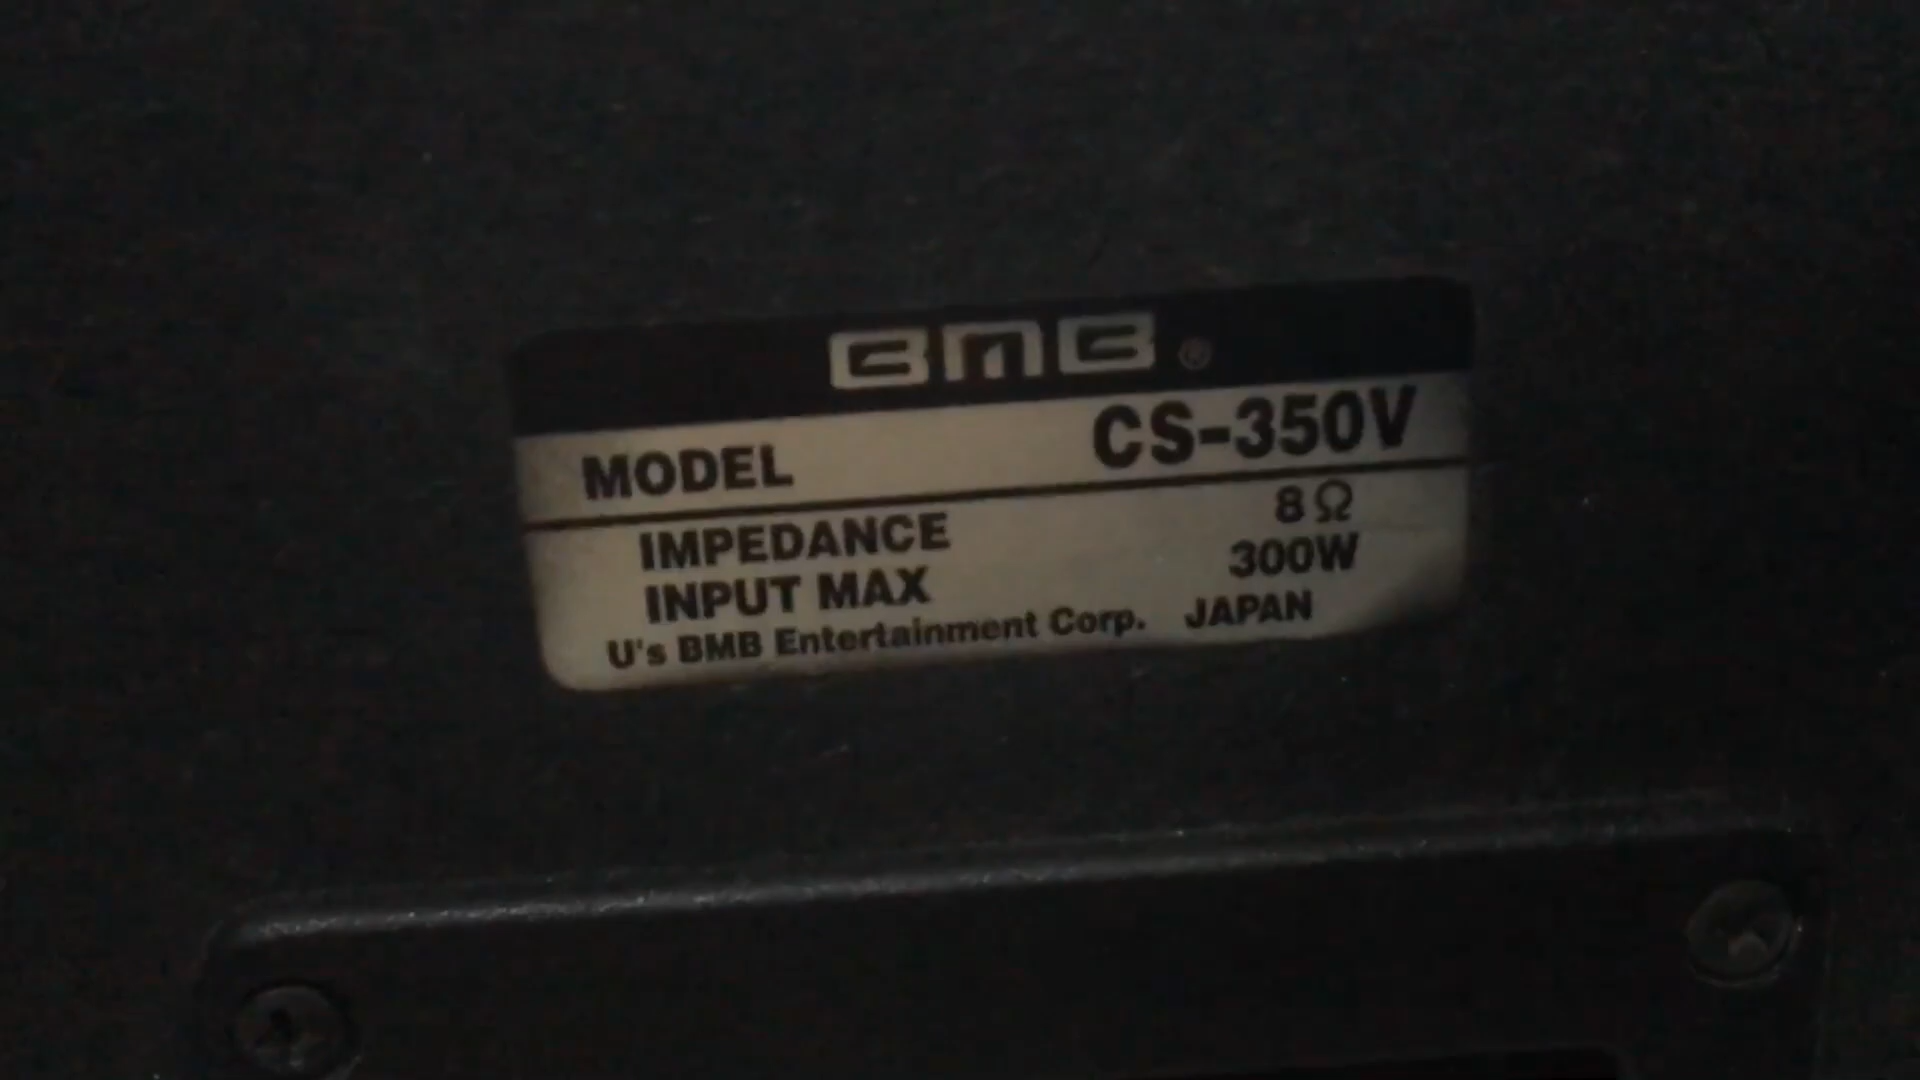 BMB ®
MODEL CS-350V
IMPEDANCE 8Ω
INPUT MAX 300W
U's BMB Entertainment Corp. JAPAN